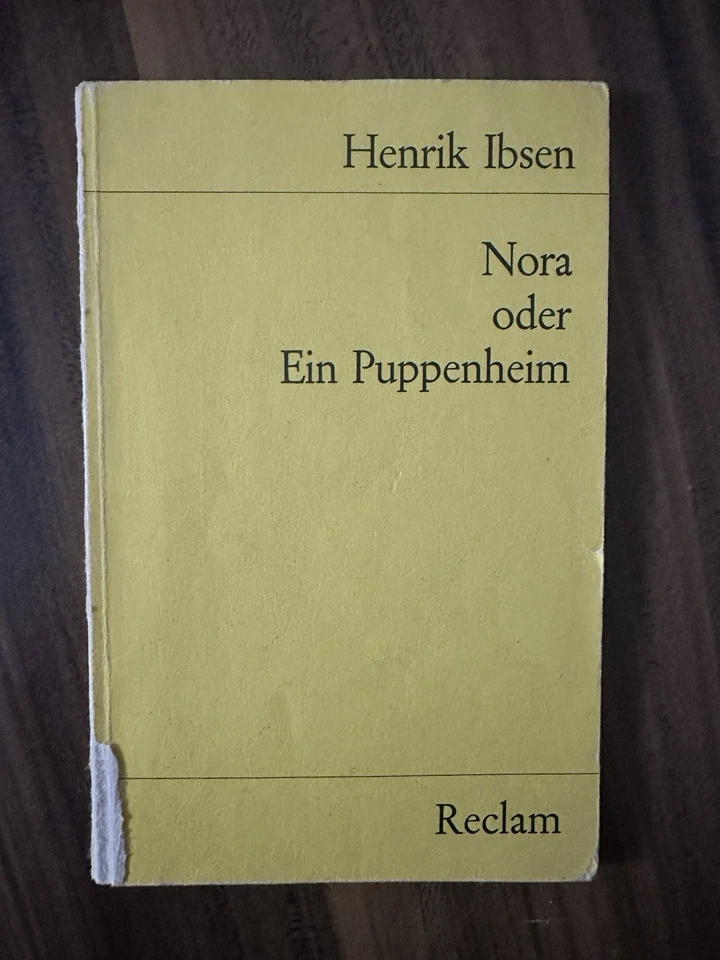 Henrik Ibsen
Nora
oder
Ein Puppenheim
Reclam